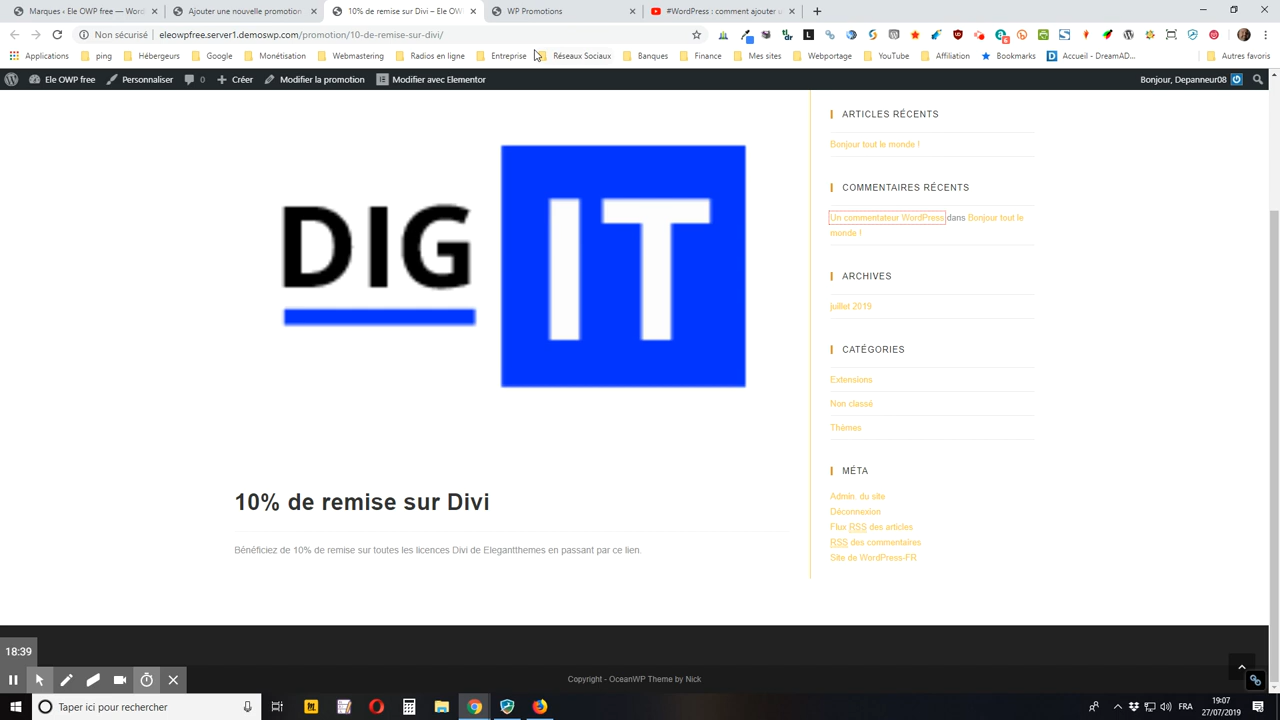 Marques ‹ Ele OWP free — Wor
Ajouter une nouvelle promotion
10% de remise sur Divi – Ele OW
WP Promotions
#WordPress : comment ajouter
Non sécurisé
eleowpfree.server1.demoswp.com/promotion/10-de-remise-sur-divi/
Applications
ping
Hébergeurs
Monétisation
Webmastering
Radios en ligne
Entreprise
Réseaux Sociaux
Banques
Finance
Mes sites
Webportage
YouTube
Affiliation
Bookmarks
Accueil - DreamAD...
Autres favoris
Ele OWP free
Personnaliser
0
Créer
Modifier la promotion
Modifier avec Elementor
Bonjour, Depanneur08
DIG IT
10% de remise sur Divi
Bénéficiez de 10% de remise sur toutes les licences Divi de Elegantthemes en passant par ce lien.
ARTICLES RÉCENTS
Bonjour tout le monde !
COMMENTAIRES RÉCENTS
Un commentateur WordPress dans Bonjour tout le
monde !
ARCHIVES
juillet 2019
CATÉGORIES
Extensions
Non classé
Thèmes
MÉTA
Admin du site
Déconnexion
Flux RSS des articles
RSS des commentaires
Site de WordPress-FR
18:39
Copyright - OceanWP Theme by Nick
Taper ici pour rechercher
FRA
19:07
27/07/2019